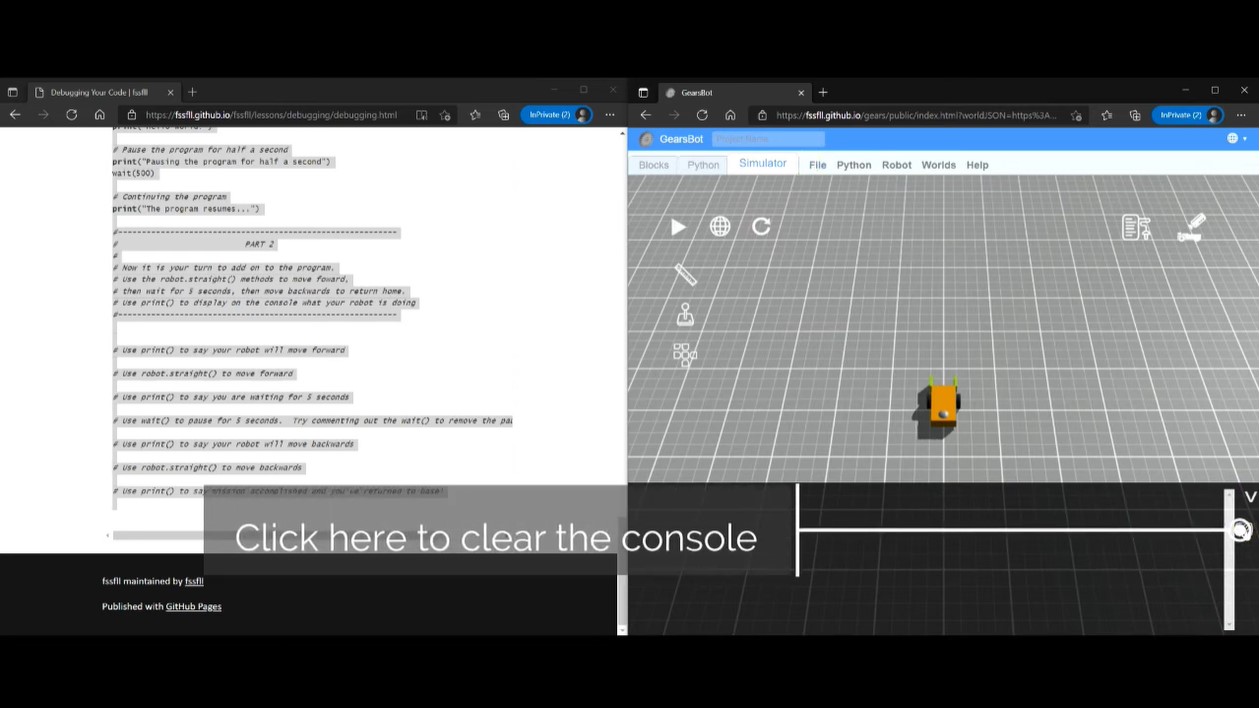 Debugging Your Code | fssfll
https://fssfll.github.io/fssfll/lessons/debugging/debugging.html
InPrivate (2)
# Pause the program for half a second
print("Pausing the program for half a second")
wait(500)
# Continuing the program
print("The program resumes...")
#----------------------------------------------------------------
# PART 2
#
# Now it is your turn to add on to the program.
# Use the robot.straight() methods to move foward,
# then wait for 5 seconds, then move backwards to return home.
# Use print() to display on the console what your robot is doing
#----------------------------------------------------------------
# Use print() to say your robot will move forward
# Use robot.straight() to move forward
# Use print() to say you are waiting for 5 seconds
# Use wait() to pause for 5 seconds. Try commenting out the wait() to remove the pau
# Use print() to say your robot will move backwards
# Use robot.straight() to move backwards
# Use print() to say mission accomplished and you've returned to base!
fssfll maintained by fssfll
Published with GitHub Pages
GearsBot
https://fssfll.github.io/gears/public/index.html?worldJSON=https%3A...
InPrivate (2)
GearsBot
Blocks Python Simulator File Python Robot Worlds Help
Click here to clear the console